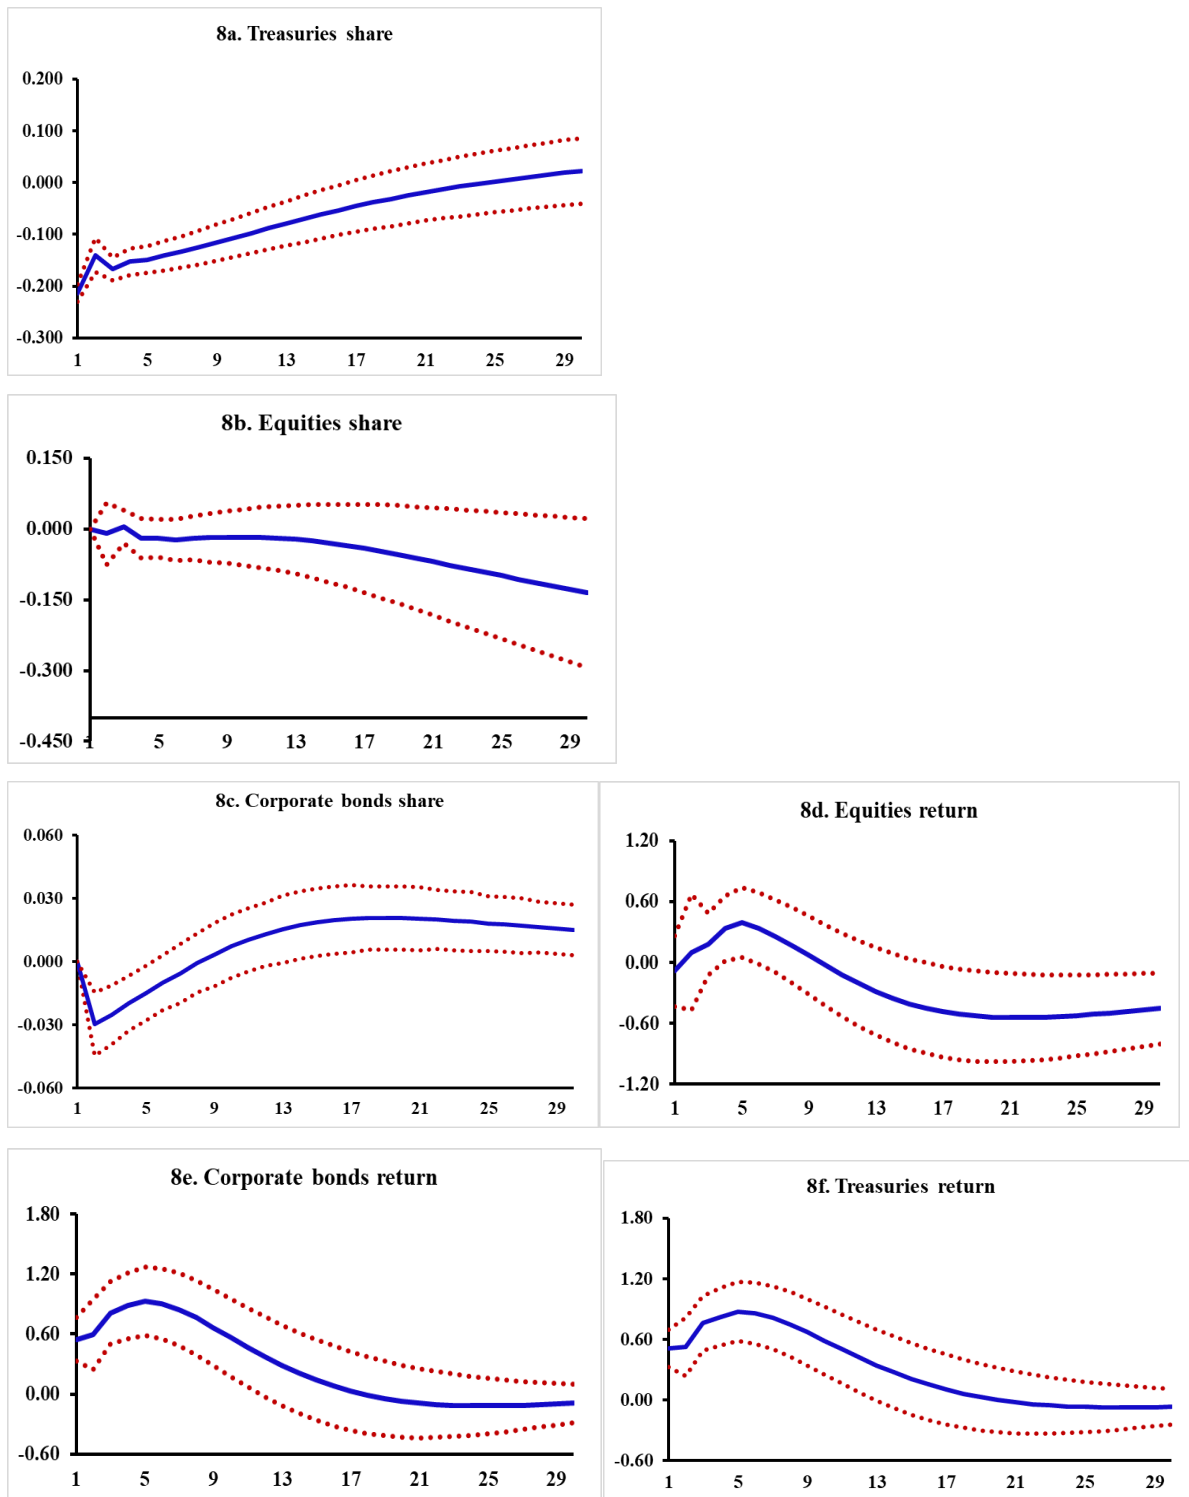 8a. Treasuries share
0.200
0.100
0.000
-0.100
-0.200
-0.300
1 5 9 13 17 21 25 29
8b. Equities share
0.150
0.000
-0.150
-0.300
-0.450
1 5 9 13 17 21 25 29
8c. Corporate bonds share
0.060
0.030
0.000
-0.030
-0.060
1 5 9 13 17 21 25 29
8d. Equities return
1.20
0.60
0.00
-0.60
-1.20
1 5 9 13 17 21 25 29
8e. Corporate bonds return
1.80
1.20
0.60
0.00
-0.60
1 5 9 13 17 21 25 29
8f. Treasuries return
1.80
1.20
0.60
0.00
-0.60
1 5 9 13 17 21 25 29